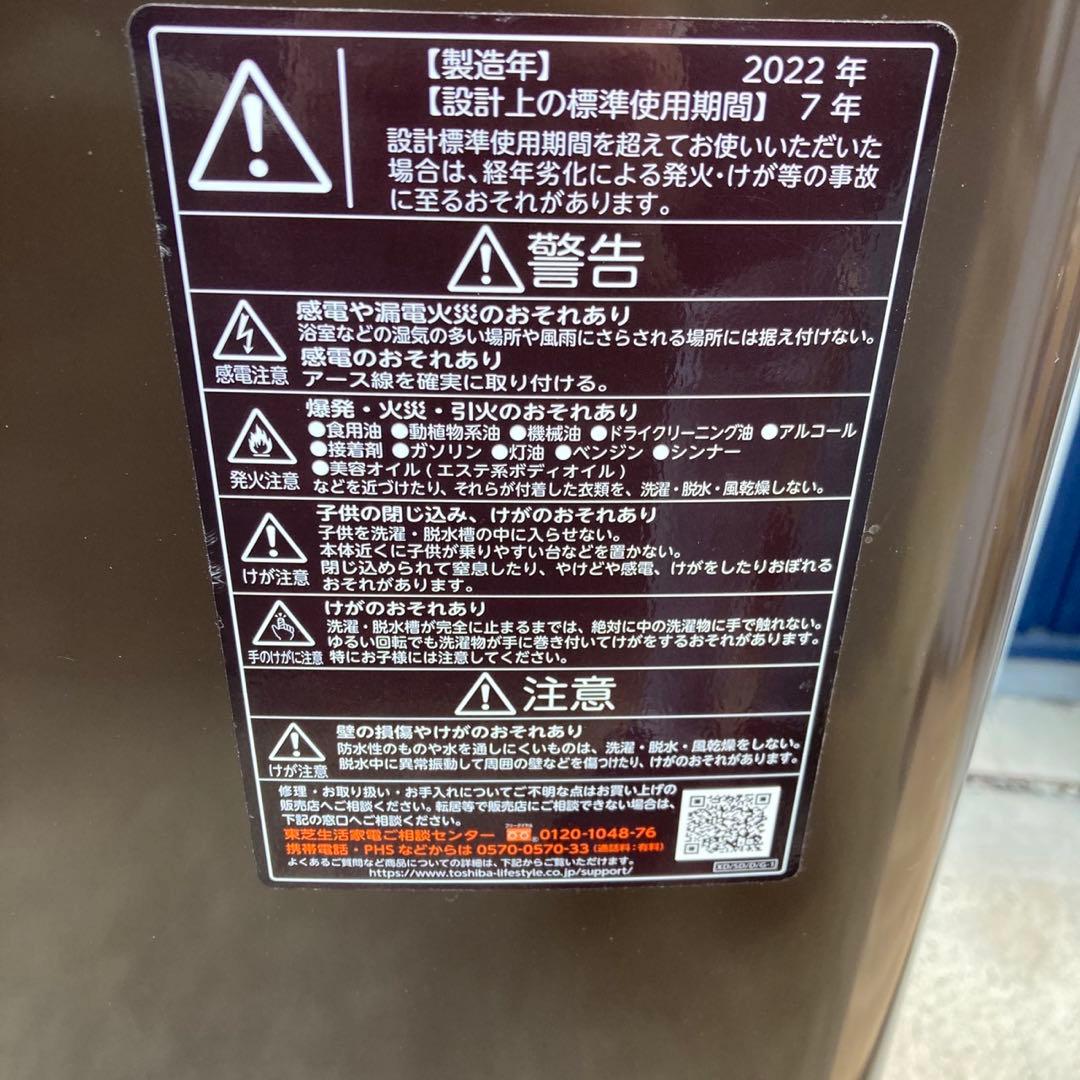 【製造年】 2022 年
【設計上の標準使用期間】 7 年
設計標準使用期間を超えてお使いいただいた
場合は、経年劣化による発火・けが等の事故
に至るおそれがあります。
警告
感電や漏電火災のおそれあり
浴室などの湿気の多い場所や風雨にさらされる場所には据え付けない。
感電のおそれあり
感電注意 アース線を確実に取り付ける。
爆発・火災・引火のおそれあり
●食用油 ●動植物系油 ●機械油 ●ドライクリーニング油 ●アルコール
●接着剤 ●ガソリン ●灯油 ●ベンジン ●シンナー
●美容オイル(エステ系ボディオイル)
発火注意 などを近づけたり、それらが付着した衣類を、洗濯・脱水・風乾燥しない。
子供の閉じ込み、けがのおそれあり
子供を洗濯・脱水槽の中に入らせない。
本体近くに子供が乗りやすい台などを置かない。
けが注意 閉じ込められて窒息したり、やけどや感電、けがをしたりおぼれる
おそれがあります。
けがのおそれあり
洗濯・脱水槽が完全に止まるまでは、絶対に中の洗濯物に手で触れない。
ゆるい回転でも洗濯物が手に巻き付いてけがをするおそれがあります。
手のけがに注意 特にお子様には注意してください。
注意
壁の損傷やけがのおそれあり
防水性のものや水を通しにくいものは、洗濯・脱水・風乾燥をしない。
けが注意 脱水中に異常振動して周囲の壁などを傷つけたり、けがのおそれがあります。
修理・お取り扱い・お手入れについてご不明な点はお買い上げの
販売店へご相談ください。転居等で販売店にご相談できない場合は、
下記の窓口へご相談ください。
東芝生活家電ご相談センター フリーダイヤル 0120-1048-76
携帯電話・PHSなどからは 0570-0570-33 (通話料:有料)
よくあるご質問など商品についての詳細は、下記からご覧いただけます。
https://www.toshiba-lifestyle.co.jp/support/
KD/SD/D/G-1